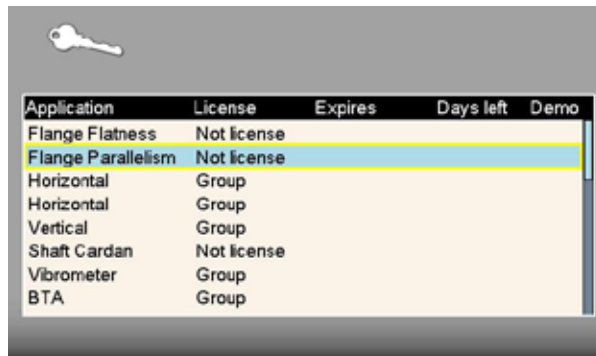 Application License Expires Days left Demo
Flange Flatness Not license
Flange Parallelism Not license
Horizontal Group
Horizontal Group
Vertical Group
Shaft Cardan Not license
Vibrometer Group
BTA Group